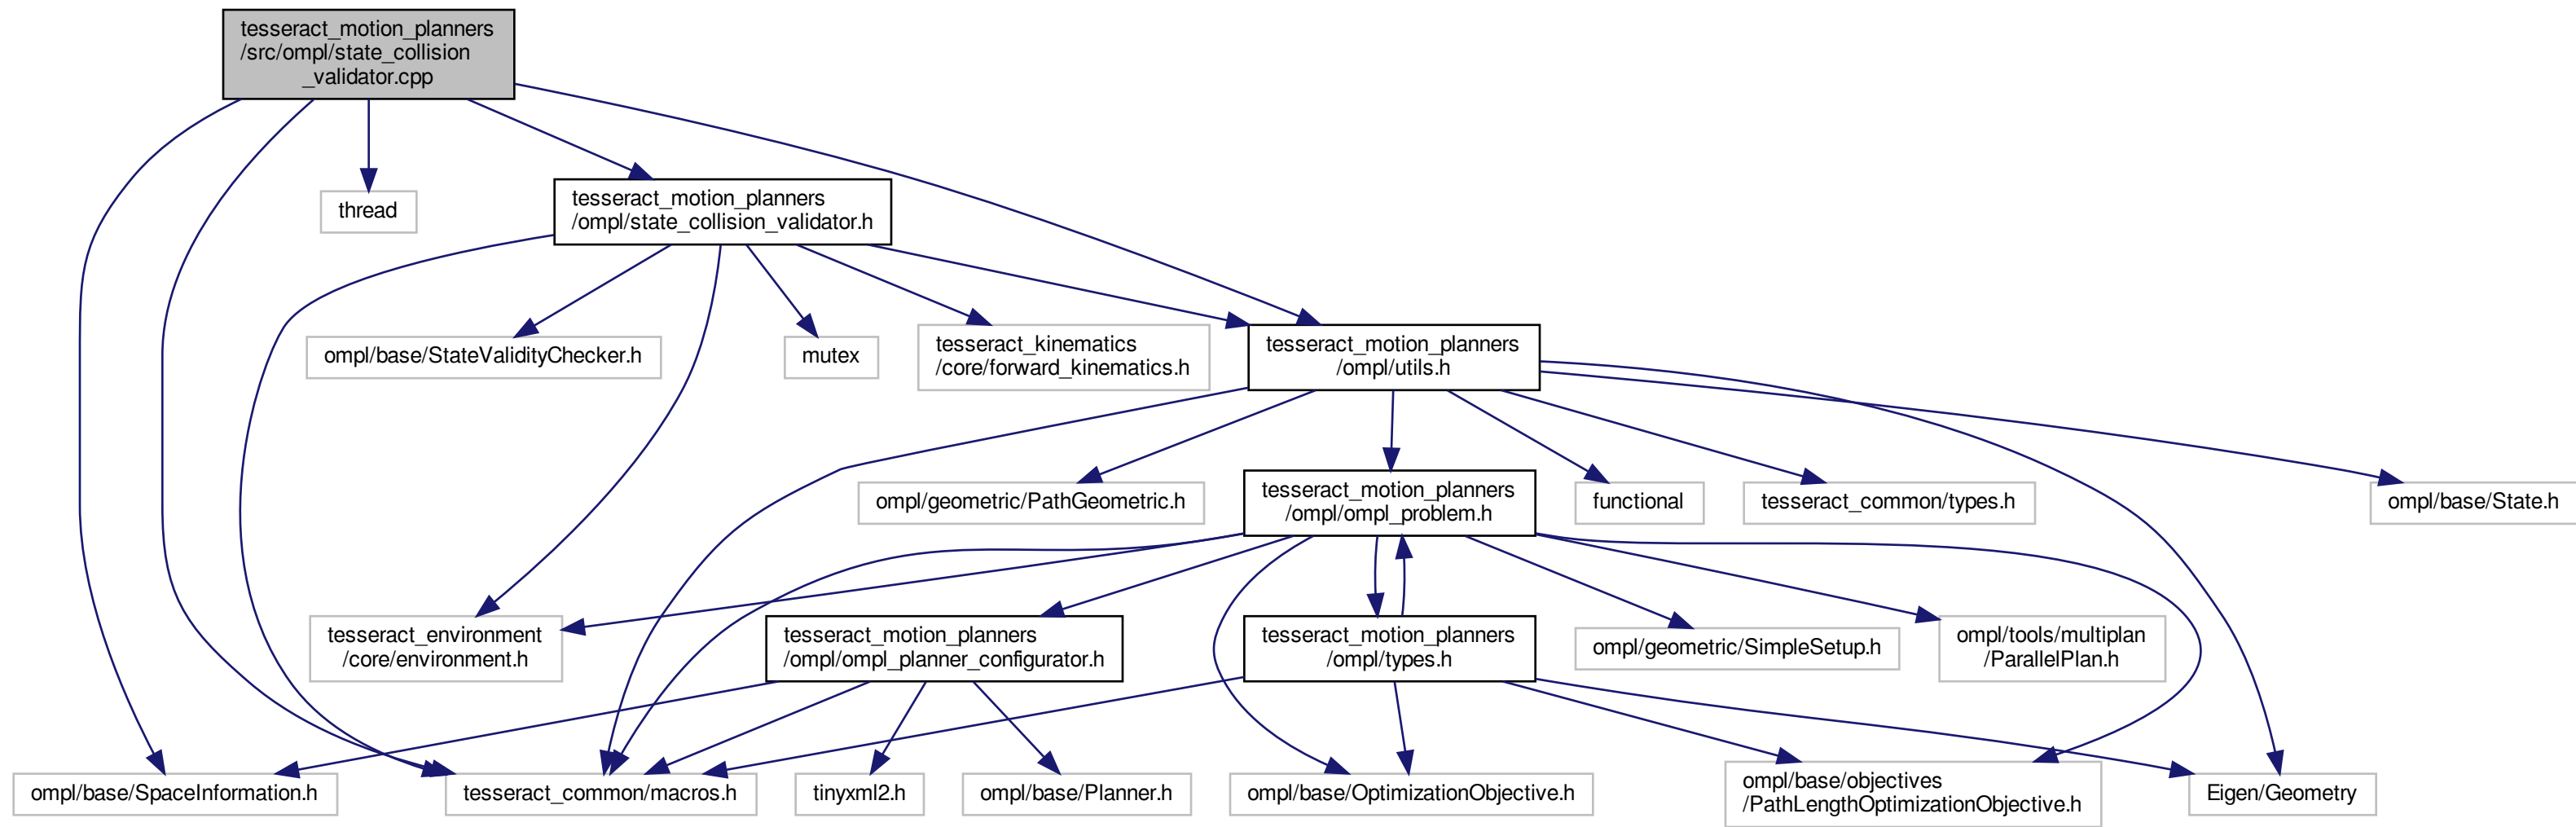 tesseract_motion_planners
/src/ompl/state_collision
_validator.cpp
thread
tesseract_motion_planners
/ompl/state_collision_validator.h
ompl/base/StateValidityChecker.h
mutex
tesseract_kinematics
/core/forward_kinematics.h
tesseract_motion_planners
/ompl/utils.h
ompl/geometric/PathGeometric.h
tesseract_motion_planners
/ompl/ompl_problem.h
functional
tesseract_common/types.h
ompl/base/State.h
tesseract_environment
/core/environment.h
tesseract_motion_planners
/ompl/ompl_planner_configurator.h
tesseract_motion_planners
/ompl/types.h
ompl/geometric/SimpleSetup.h
ompl/tools/multiplan
/ParallelPlan.h
ompl/base/SpaceInformation.h
tesseract_common/macros.h
tinyxml2.h
ompl/base/Planner.h
ompl/base/OptimizationObjective.h
ompl/base/objectives
/PathLengthOptimizationObjective.h
Eigen/Geometry